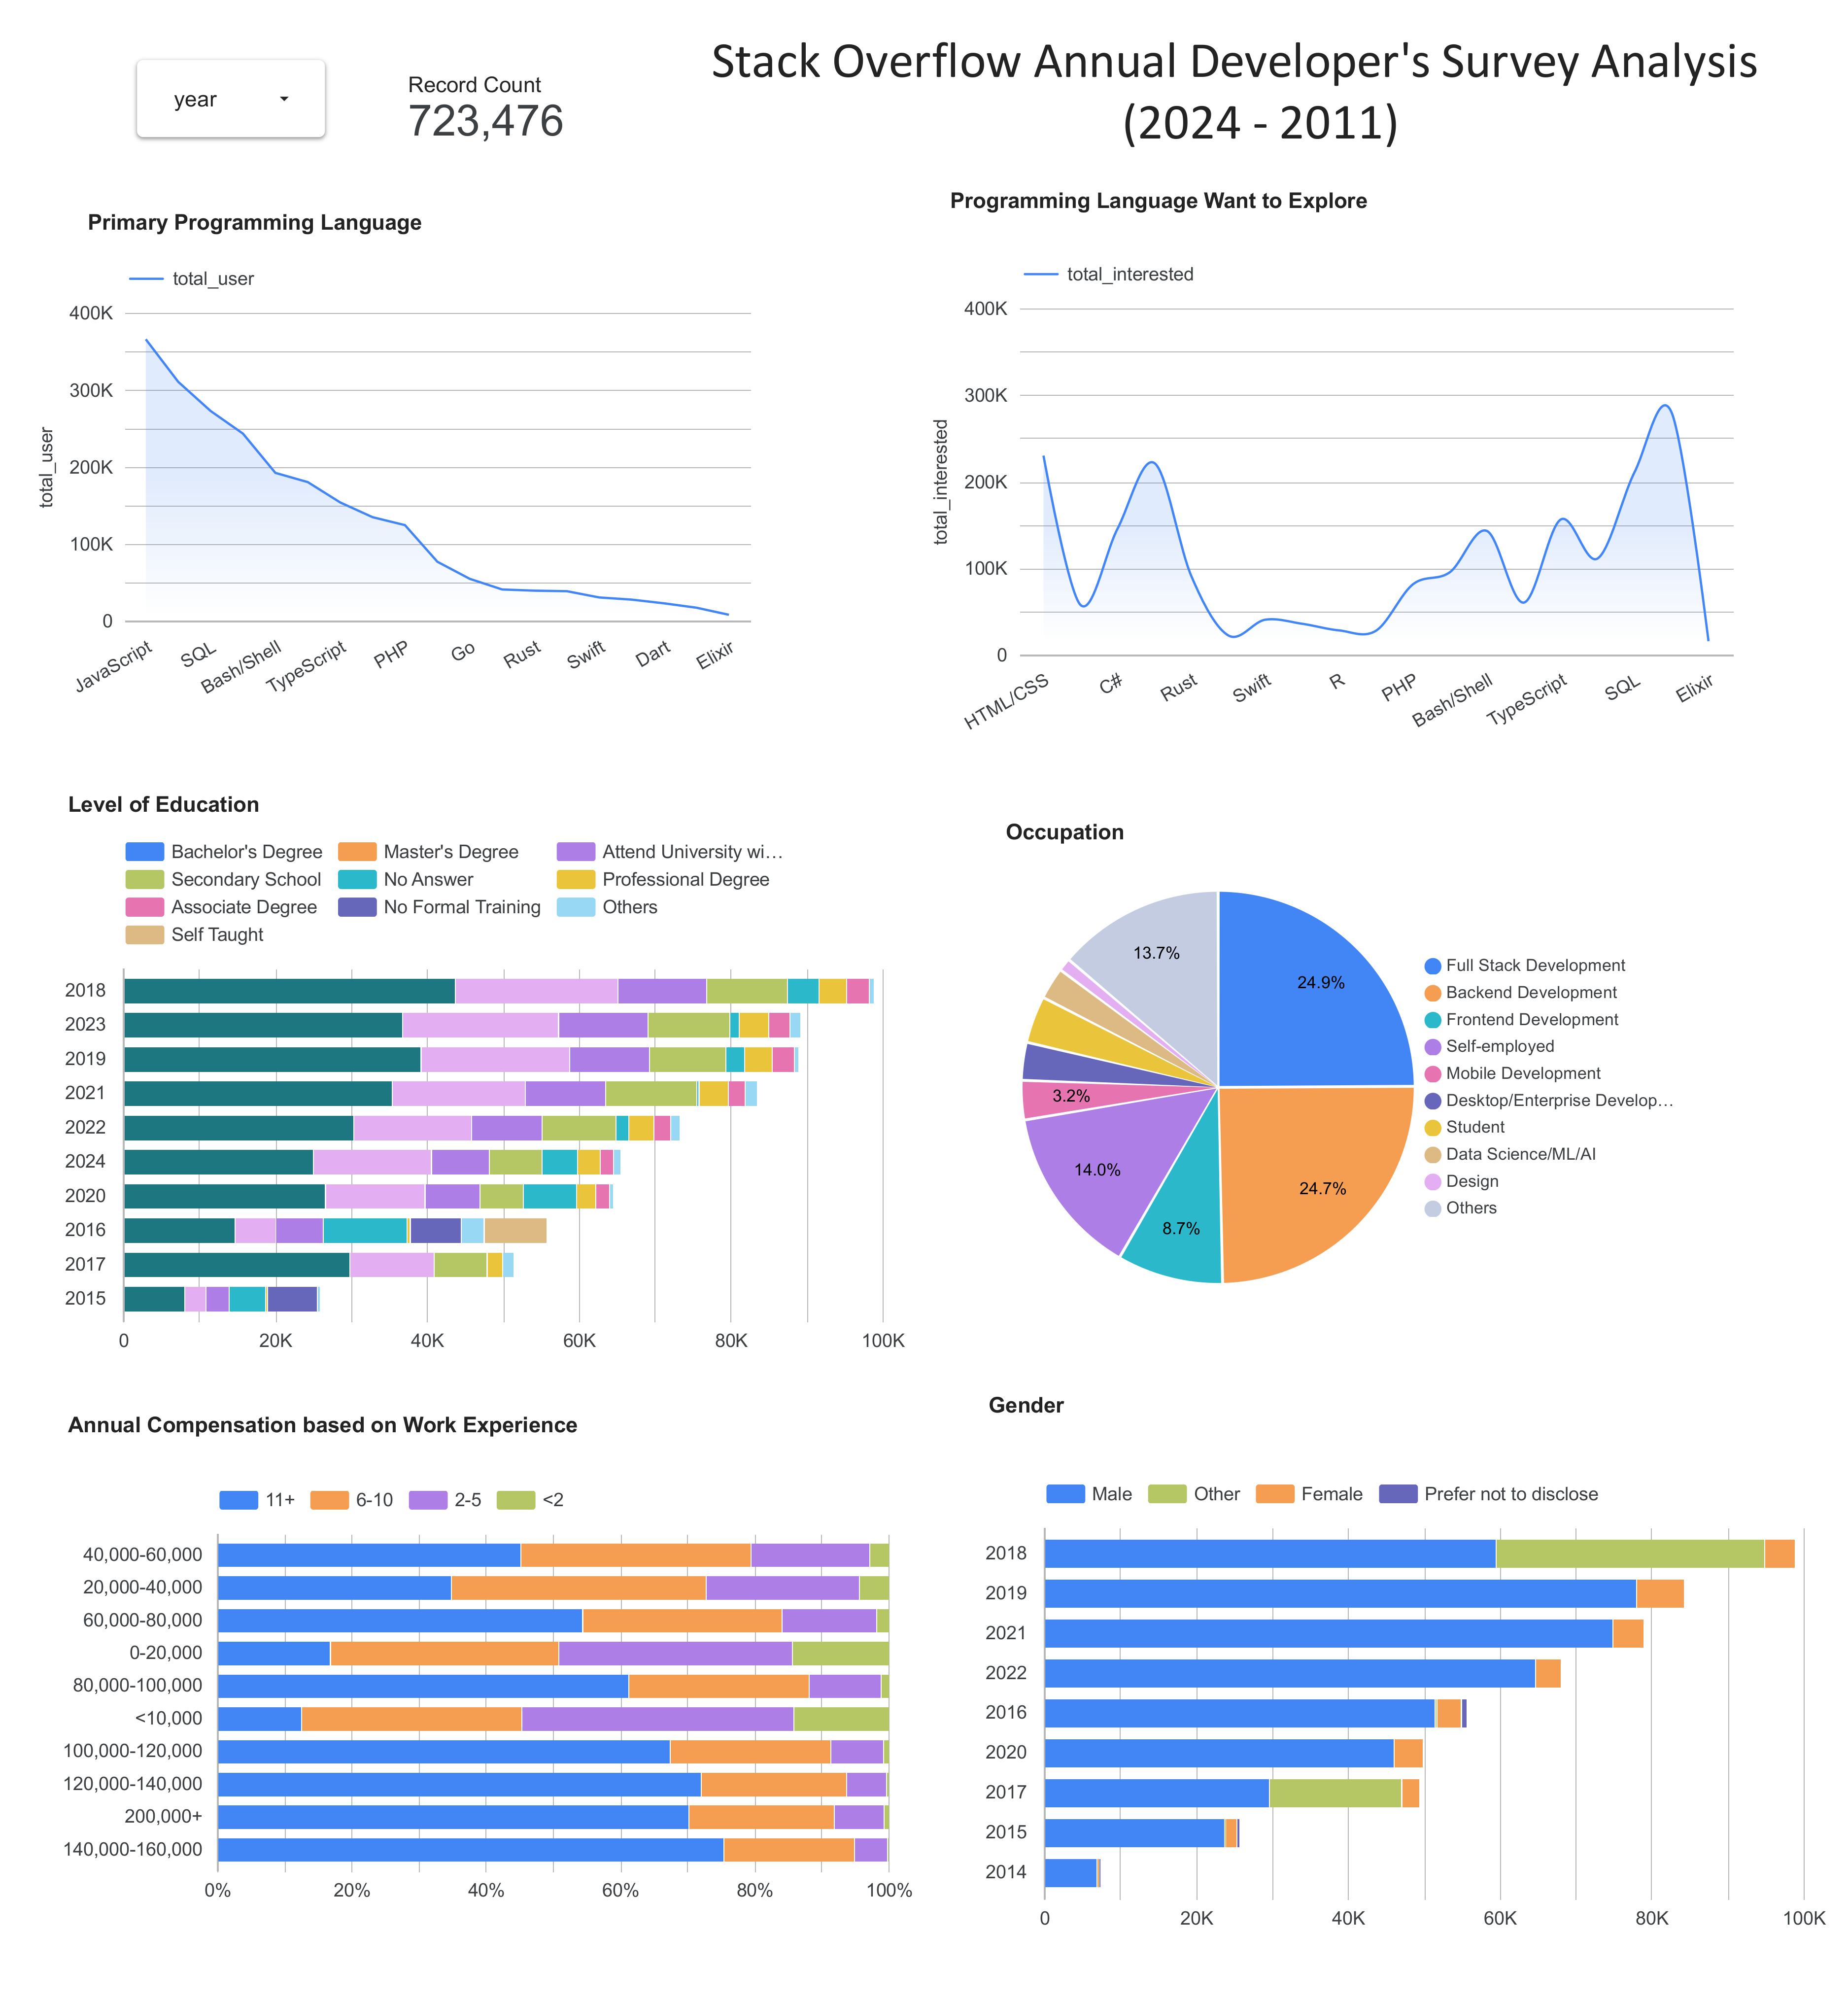 Stack Overflow Annual Developer's Survey Analysis
(2024 - 2011)
year
Record Count
723,476
Primary Programming Language
total_user
400K
300K
200K
100K
0
total_user
JavaScript
SQL
Bash/Shell
TypeScript
PHP
Go
Rust
Swift
Dart
Elixir
Programming Language Want to Explore
total_interested
400K
300K
200K
100K
0
total_interested
HTML/CSS
C#
Rust
Swift
R
PHP
Bash/Shell
TypeScript
SQL
Elixir
Level of Education
Bachelor's Degree Master's Degree Attend University wi…
Secondary School No Answer Professional Degree
Associate Degree No Formal Training Others
Self Taught
2018
2023
2019
2021
2022
2024
2020
2016
2017
2015
0 20K 40K 60K 80K 100K
Occupation
13.7%
24.9%
3.2%
14.0%
8.7%
24.7%
Full Stack Development
Backend Development
Frontend Development
Self-employed
Mobile Development
Desktop/Enterprise Develop…
Student
Data Science/ML/AI
Design
Others
Annual Compensation based on Work Experience
11+ 6-10 2-5 <2
40,000-60,000
20,000-40,000
60,000-80,000
0-20,000
80,000-100,000
<10,000
100,000-120,000
120,000-140,000
200,000+
140,000-160,000
0% 20% 40% 60% 80% 100%
Gender
Male Other Female Prefer not to disclose
2018
2019
2021
2022
2016
2020
2017
2015
2014
0 20K 40K 60K 80K 100K